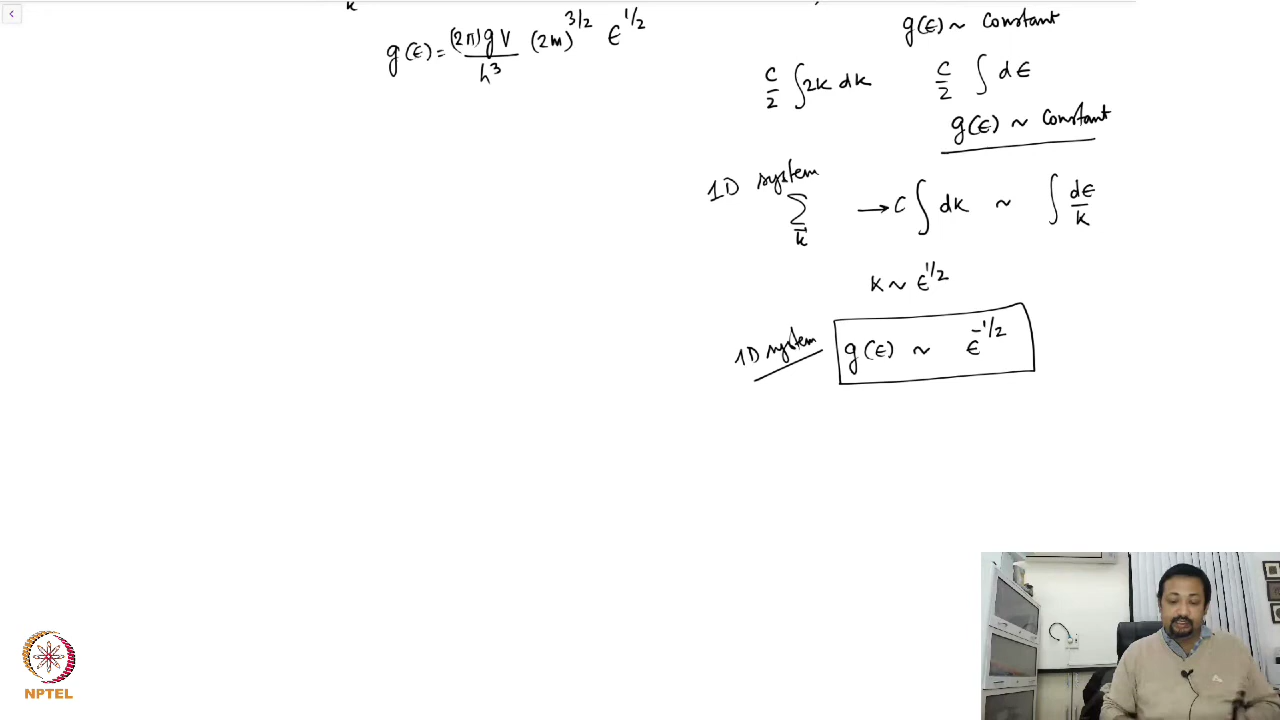 g(ε) = (2π)gV / h³ (2m)^3/2 ε^1/2
g(ε) ~ Constant
C/2 ∫2k dk C/2 ∫ dε
g(ε) ~ Constant
1D system
∑k → C ∫ dk ~ ∫ dε/k
k ~ ε^1/2
1D system g(ε) ~ ε^-1/2
NPTEL